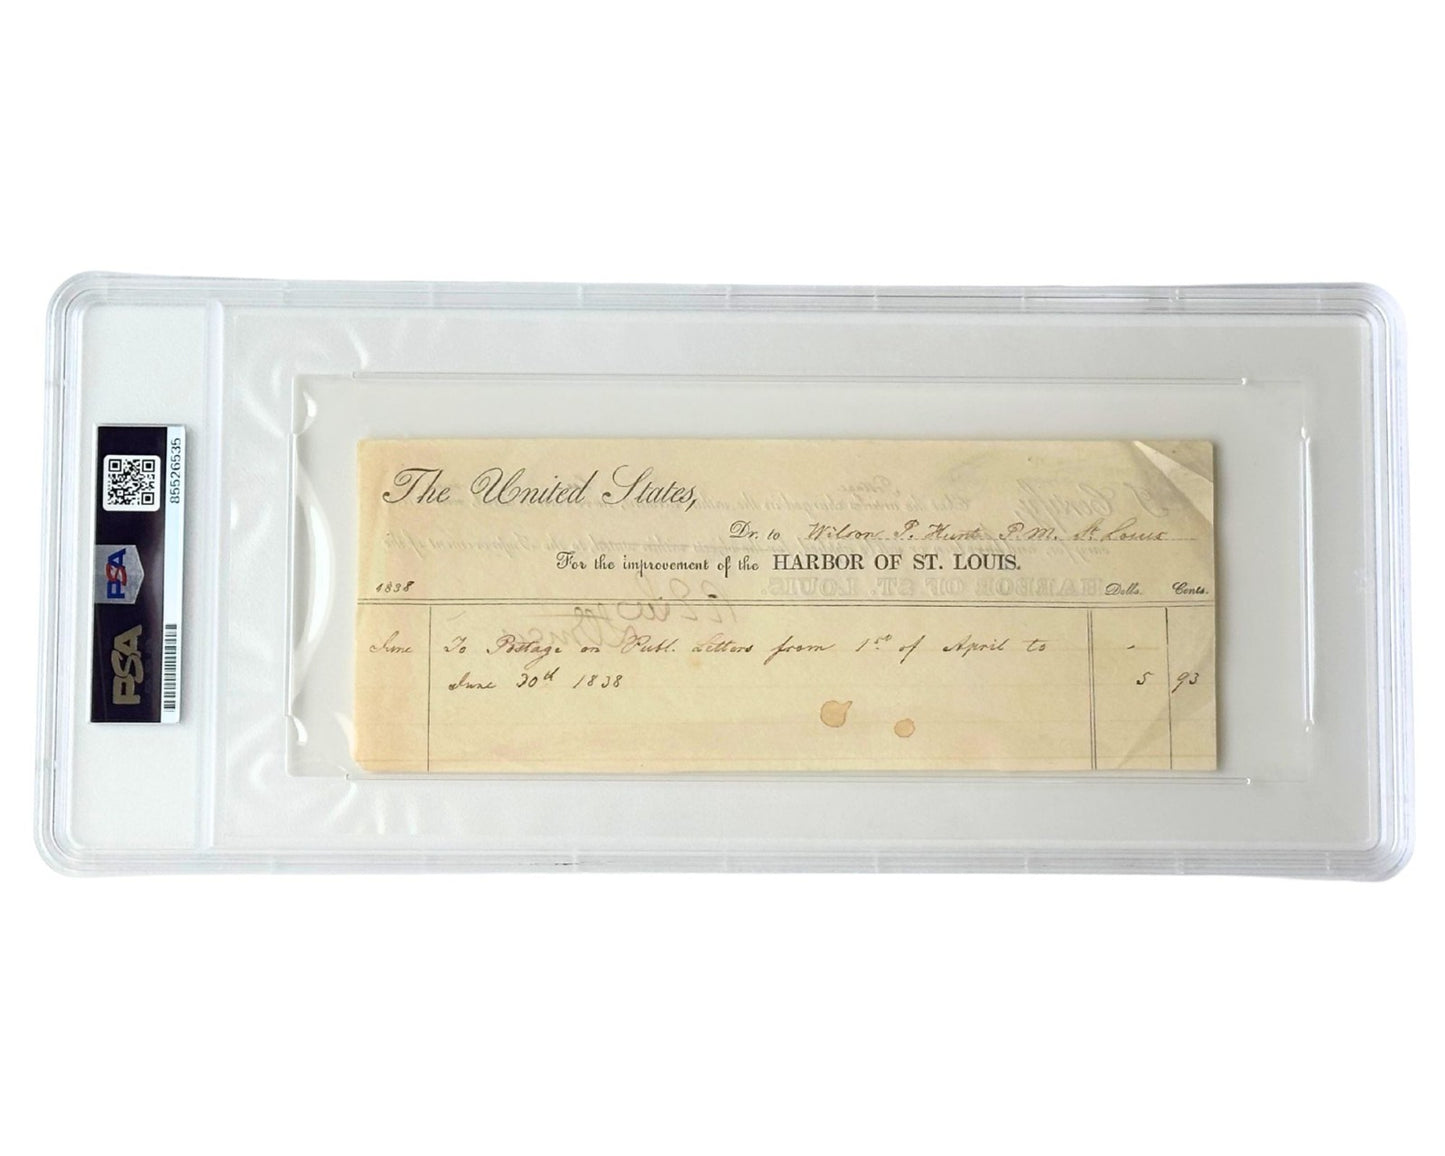 The United States,
Dr. to Wilson P. Hunt P.M. St Louis
For the improvement of the HARBOR OF ST. LOUIS.
1838 Dolls. Cents.
June To Postage on Publ. Letters from 1st of April to
June 30th 1838 5 93
PSA
PSA
85526535